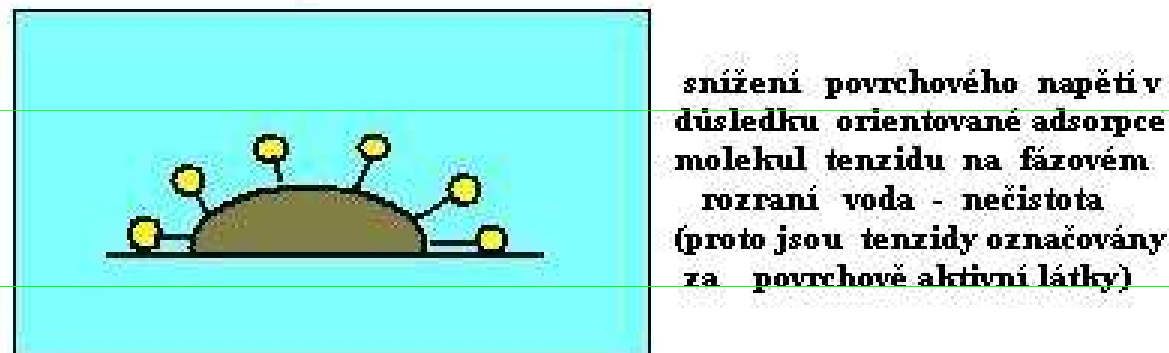 snížení povrchového napětí v
důsledku orientované adsorpce
molekul tenzidu na fázovém
rozraní voda - nečistota
(proto jsou tenzidy označovány
za povrchově aktivní látky)